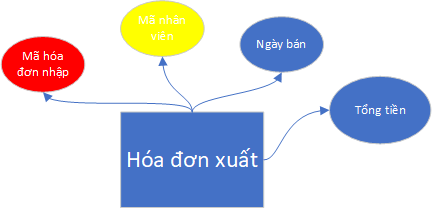 Mã hóa
đơn nhập
Mã nhân
viên
Ngày bán
Tổng tiền
Hóa đơn xuất